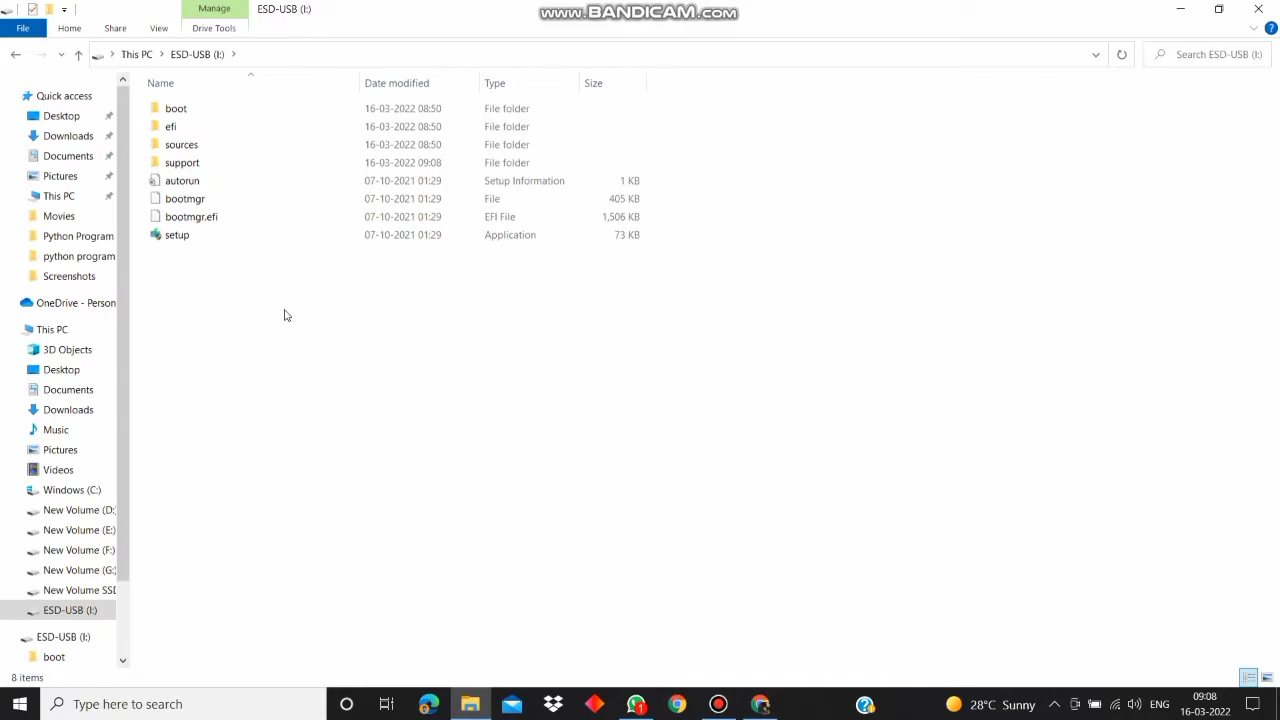 Manage
ESD-USB (I:)
www.BANDICAM.com
File
Home
Share
View
Drive Tools
This PC
ESD-USB (I:)
Search ESD-USB (I:)
Name
Date modified
Type
Size
Quick access
Desktop
Downloads
Documents
Pictures
This PC
Movies
Python Program
python program
Screenshots
OneDrive - Person
This PC
3D Objects
Desktop
Documents
Downloads
Music
Pictures
Videos
Windows (C:)
New Volume (D:)
New Volume (E:)
New Volume (F:)
New Volume (G:)
New Volume SSD
ESD-USB (I:)
ESD-USB (I:)
boot
boot 16-03-2022 08:50 File folder
efi 16-03-2022 08:50 File folder
sources 16-03-2022 08:50 File folder
support 16-03-2022 09:08 File folder
autorun 07-10-2021 01:29 Setup Information 1 KB
bootmgr 07-10-2021 01:29 File 405 KB
bootmgr.efi 07-10-2021 01:29 EFI File 1,506 KB
setup 07-10-2021 01:29 Application 73 KB
8 items
Type here to search
1
28°C Sunny
ENG
09:08
16-03-2022